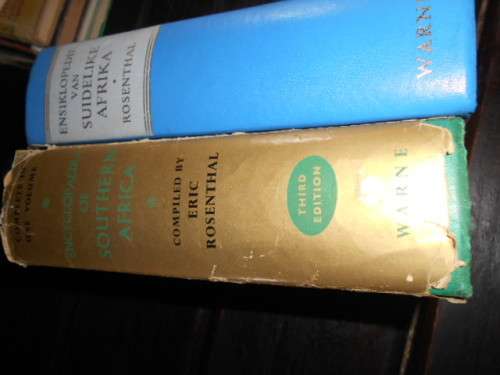 ENSIKLOPEDIE
VAN
SUIDELIKE
AFRIKA
•
ROSENTHAL
WARNE
COMPLETE IN
ONE VOLUME
ENCYCLOPAEDIA
OF
SOUTHERN
AFRICA
COMPILED BY
ERIC
ROSENTHAL
THIRD
EDITION
WARNE